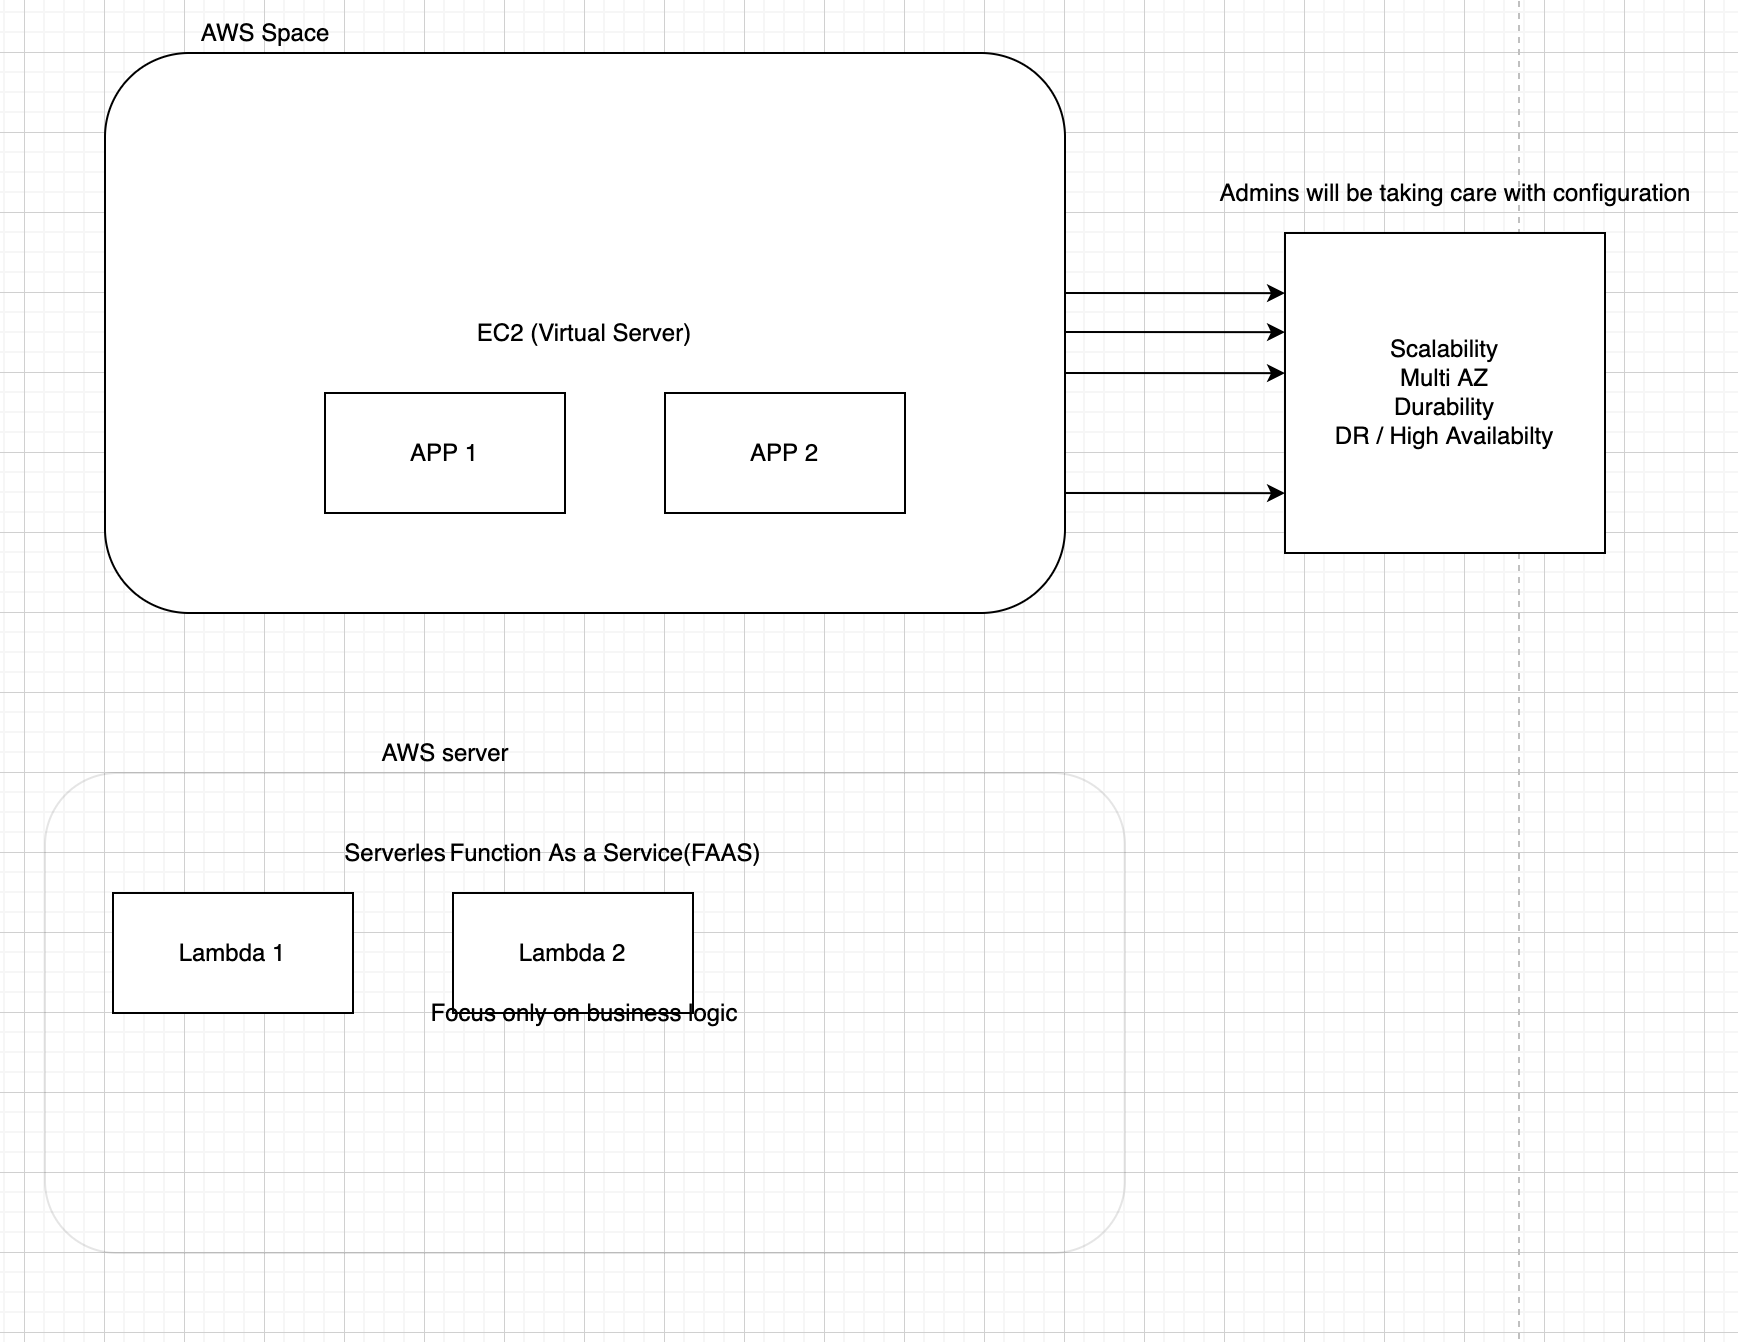 AWS Space
Admins will be taking care with configuration
EC2 (Virtual Server)
APP 1
APP 2
Scalability
Multi AZ
Durability
DR / High Availabilty
AWS server
Serverles Function As a Service(FAAS)
Lambda 1
Lambda 2
Focus only on business logic